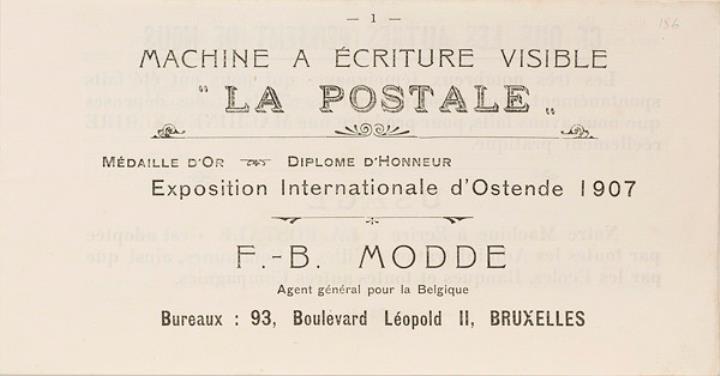 — 1 —
186
MACHINE A ÉCRITURE VISIBLE
" LA POSTALE "
MÉDAILLE D'OR DIPLOME D'HONNEUR
Exposition Internationale d'Ostende 1907
F.-B. MODDE
Agent général pour la Belgique
Bureaux : 93, Boulevard Léopold II, BRUXELLES